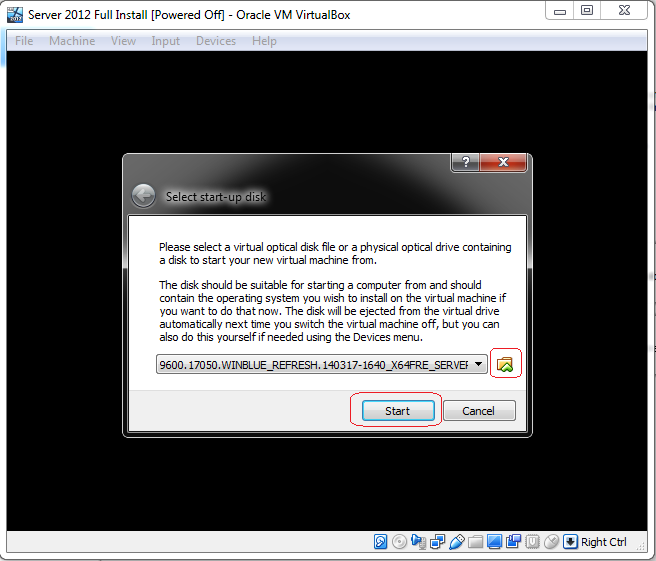 Server 2012 Full Install [Powered Off] - Oracle VM VirtualBox
File Machine View Input Devices Help
?
Select start-up disk
Please select a virtual optical disk file or a physical optical drive containing
a disk to start your new virtual machine from.
The disk should be suitable for starting a computer from and should
contain the operating system you wish to install on the virtual machine if
you want to do that now. The disk will be ejected from the virtual drive
automatically next time you switch the virtual machine off, but you can
also do this yourself if needed using the Devices menu.
9600.17050.WINBLUE_REFRESH.140317-1640_X64FRE_SERVER
Start Cancel
Right Ctrl